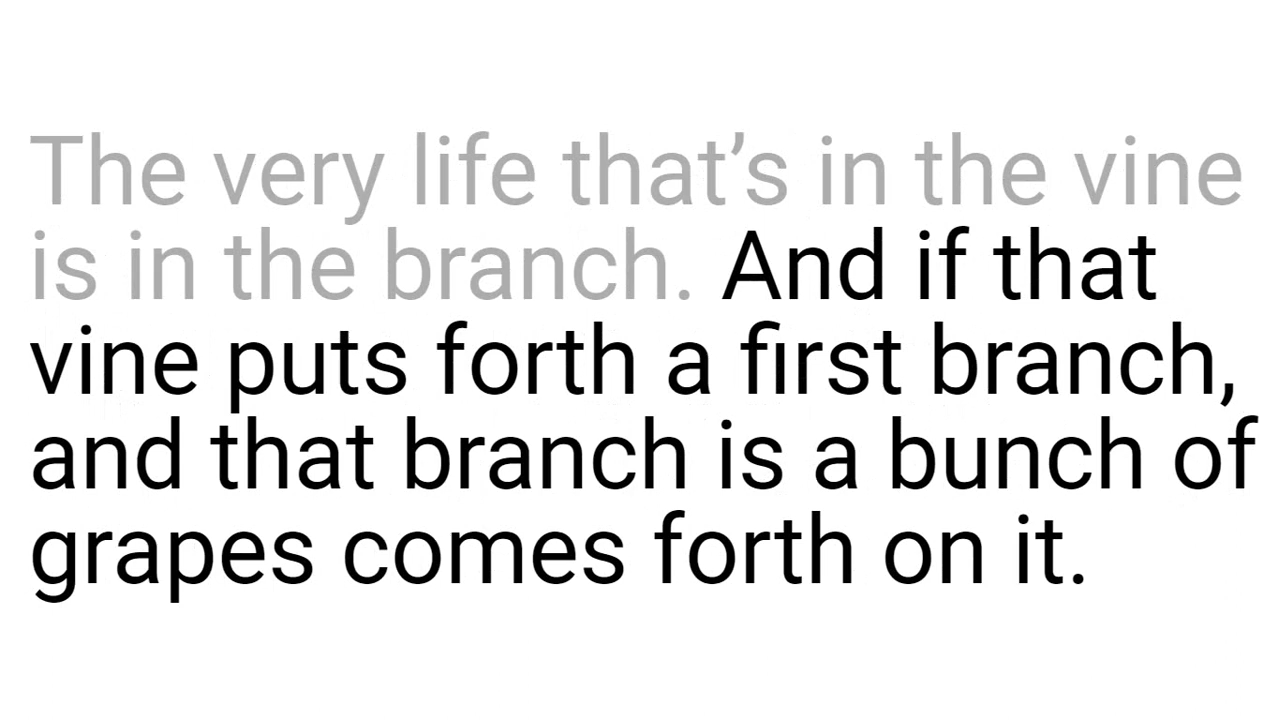 The very life that’s in the vine
is in the branch. And if that
vine puts forth a first branch,
and that branch is a bunch of
grapes comes forth on it.